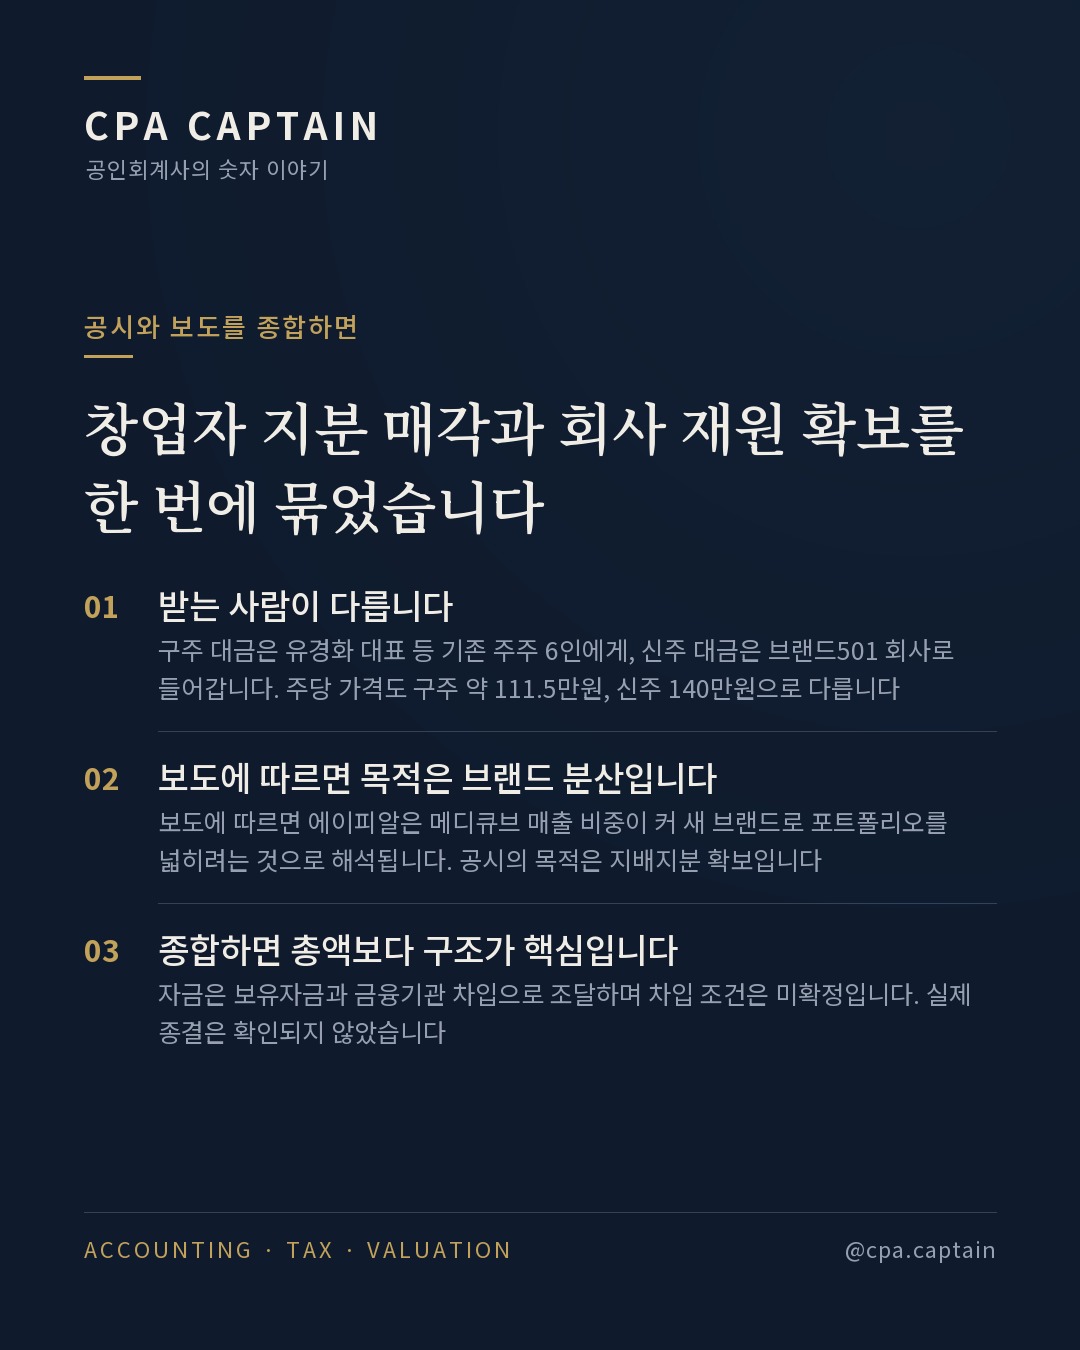 CPA CAPTAIN
공인회계사의 숫자 이야기
공시와 보도를 종합하면
창업자 지분 매각과 회사 재원 확보를
한 번에 묶었습니다
01 받는 사람이 다릅니다
구주 대금은 유경화 대표 등 기존 주주 6인에게, 신주 대금은 브랜드501 회사로
들어갑니다. 주당 가격도 구주 약 111.5만원, 신주 140만원으로 다릅니다
02 보도에 따르면 목적은 브랜드 분산입니다
보도에 따르면 에이피알은 메디큐브 매출 비중이 커 새 브랜드로 포트폴리오를
넓히려는 것으로 해석됩니다. 공시의 목적은 지배지분 확보입니다
03 종합하면 총액보다 구조가 핵심입니다
자금은 보유자금과 금융기관 차입으로 조달하며 차입 조건은 미확정입니다. 실제
종결은 확인되지 않았습니다
ACCOUNTING · TAX · VALUATION
@cpa.captain